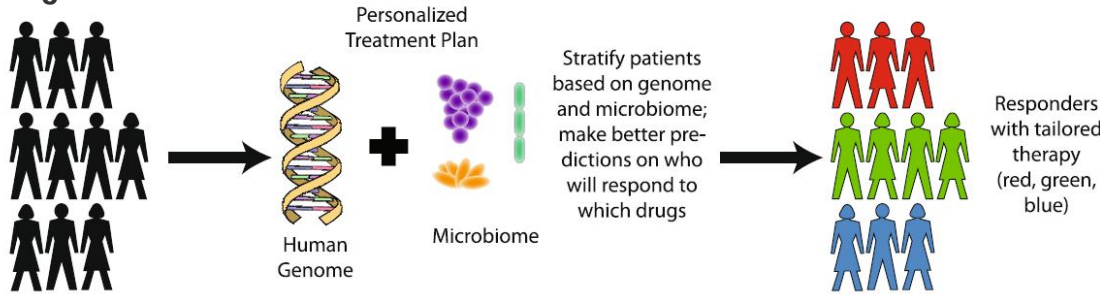 Personalized
Treatment Plan
Human
Genome
Microbiome
Stratify patients
based on genome
and microbiome;
make better pre-
dictions on who
will respond to
which drugs
Responders
with tailored
therapy
(red, green,
blue)